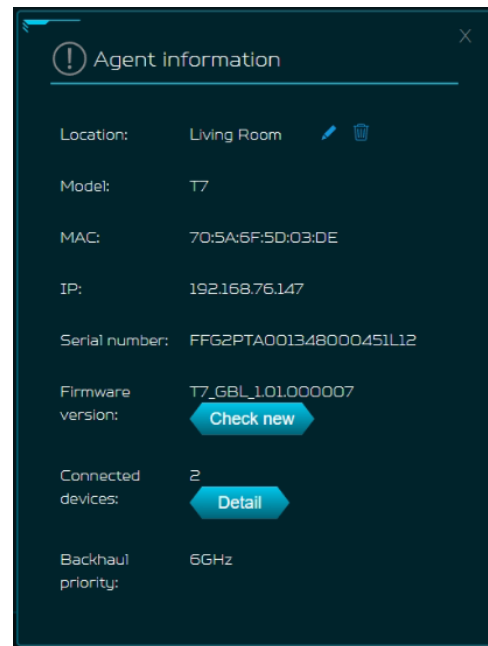 Agent information
X
Location: Living Room
Model: T7
MAC: 70:5A:6F:5D:03:DE
IP: 192.168.76.147
Serial number: FFG2PTA001348000451L12
Firmware version: T7_GBL_1.01.000007
Check new
Connected devices: 2
Detail
Backhaul priority: 6GHz